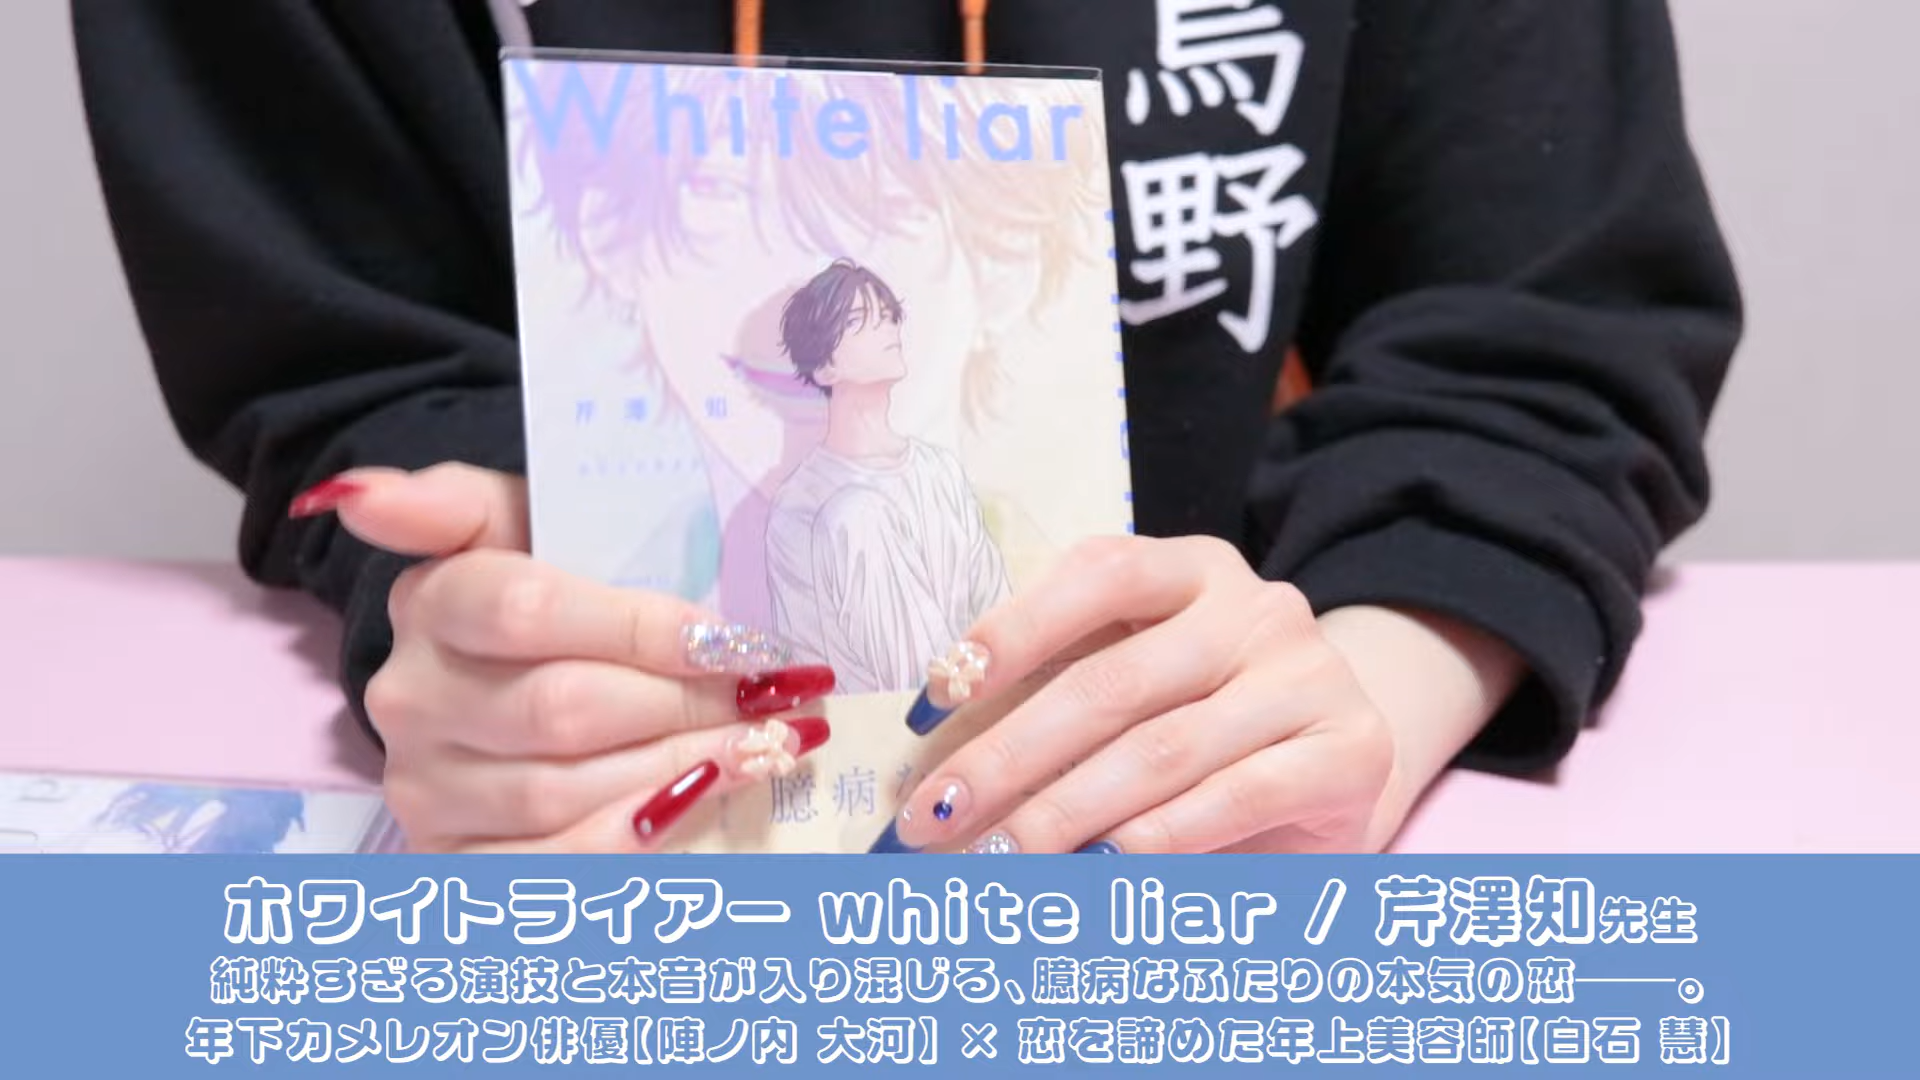 White liar
烏野
芹澤 知
臆病な
ホワイトライアー white liar / 芹澤知先生
純粋すぎる演技と本音が入り混じる、臆病なふたりの本気の恋――。
年下カメレオン俳優【陣ノ内 大河】 × 恋を諦めた年上美容師【白石 慧】